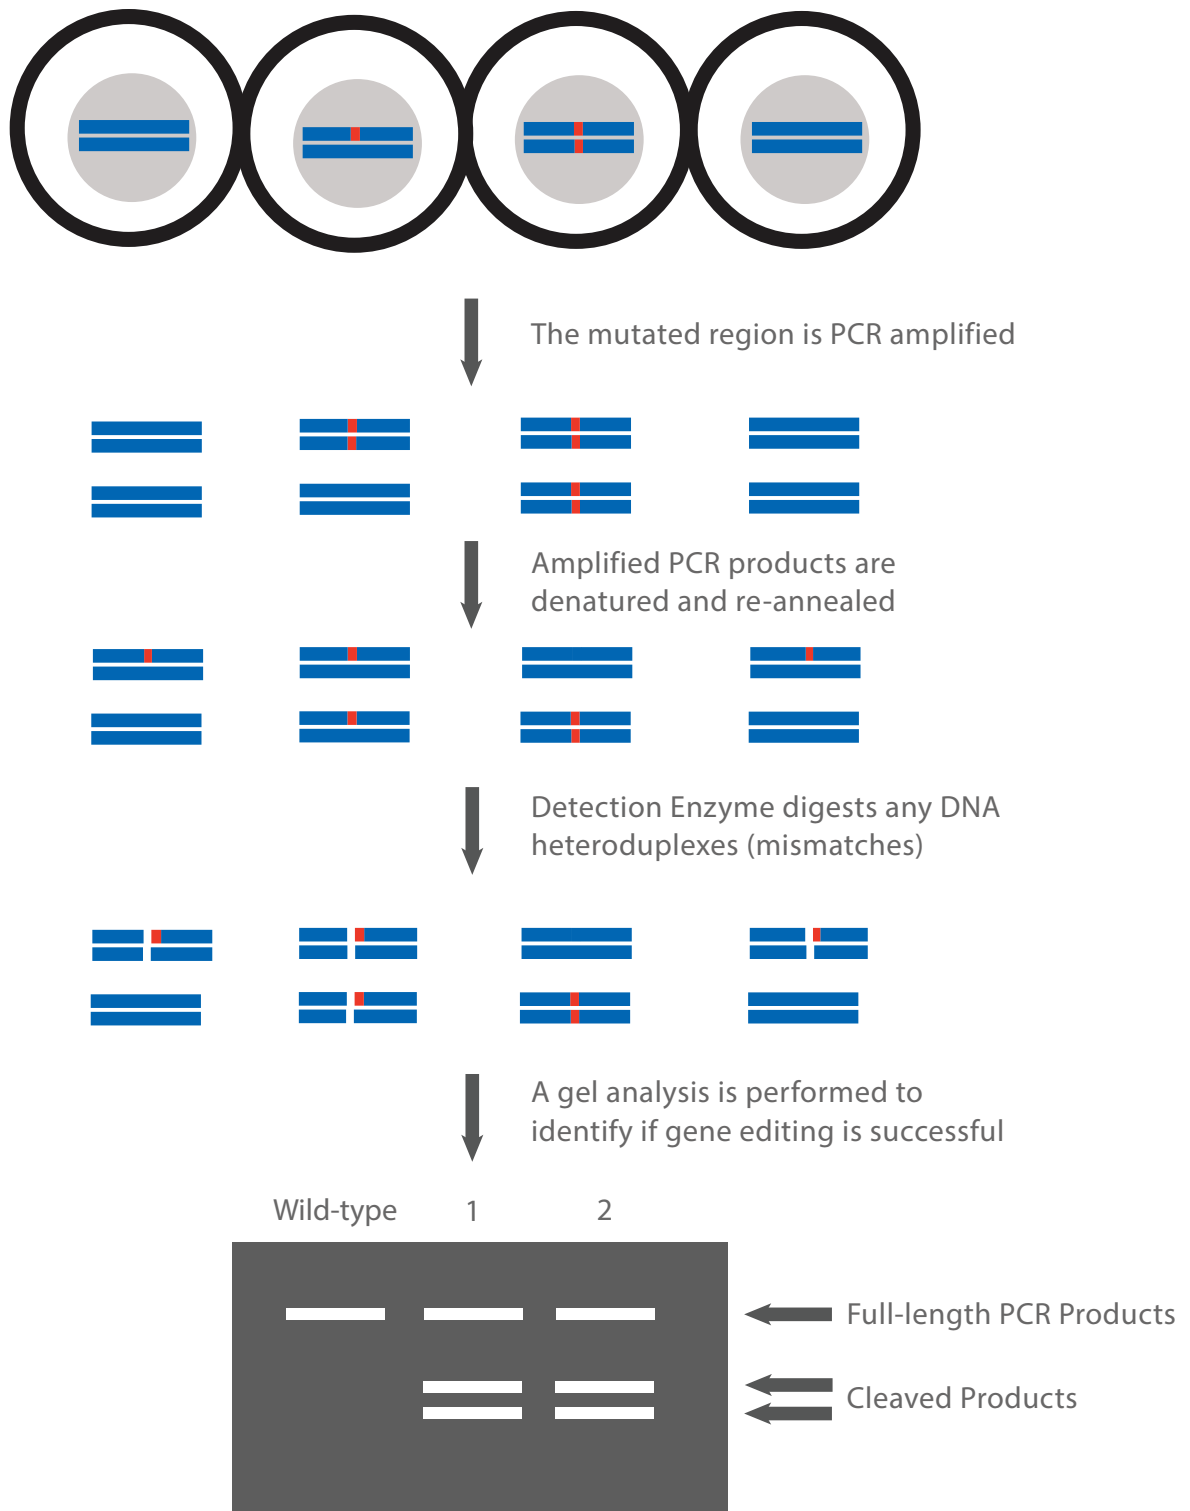 The mutated region is PCR amplified
Amplified PCR products are
denatured and re-annealed
Detection Enzyme digests any DNA
heteroduplexes (mismatches)
A gel analysis is performed to
identify if gene editing is successful
Wild-type 1 2
Full-length PCR Products
Cleaved Products